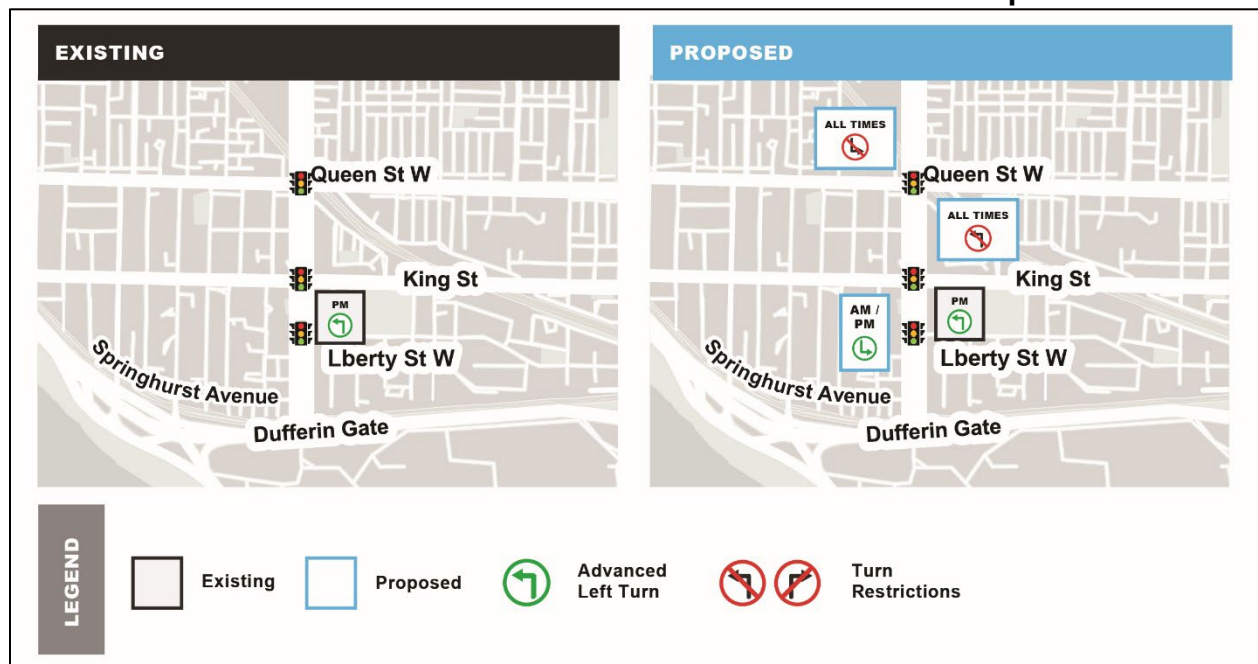 EXISTING
Queen St W
King St
PM
Lberty St W
Springhurst Avenue
Dufferin Gate
PROPOSED
ALL TIMES
Queen St W
ALL TIMES
King St
AM /
PM
PM
Lberty St W
Springhurst Avenue
Dufferin Gate
LEGEND
Existing
Proposed
Advanced
Left Turn
Turn
Restrictions